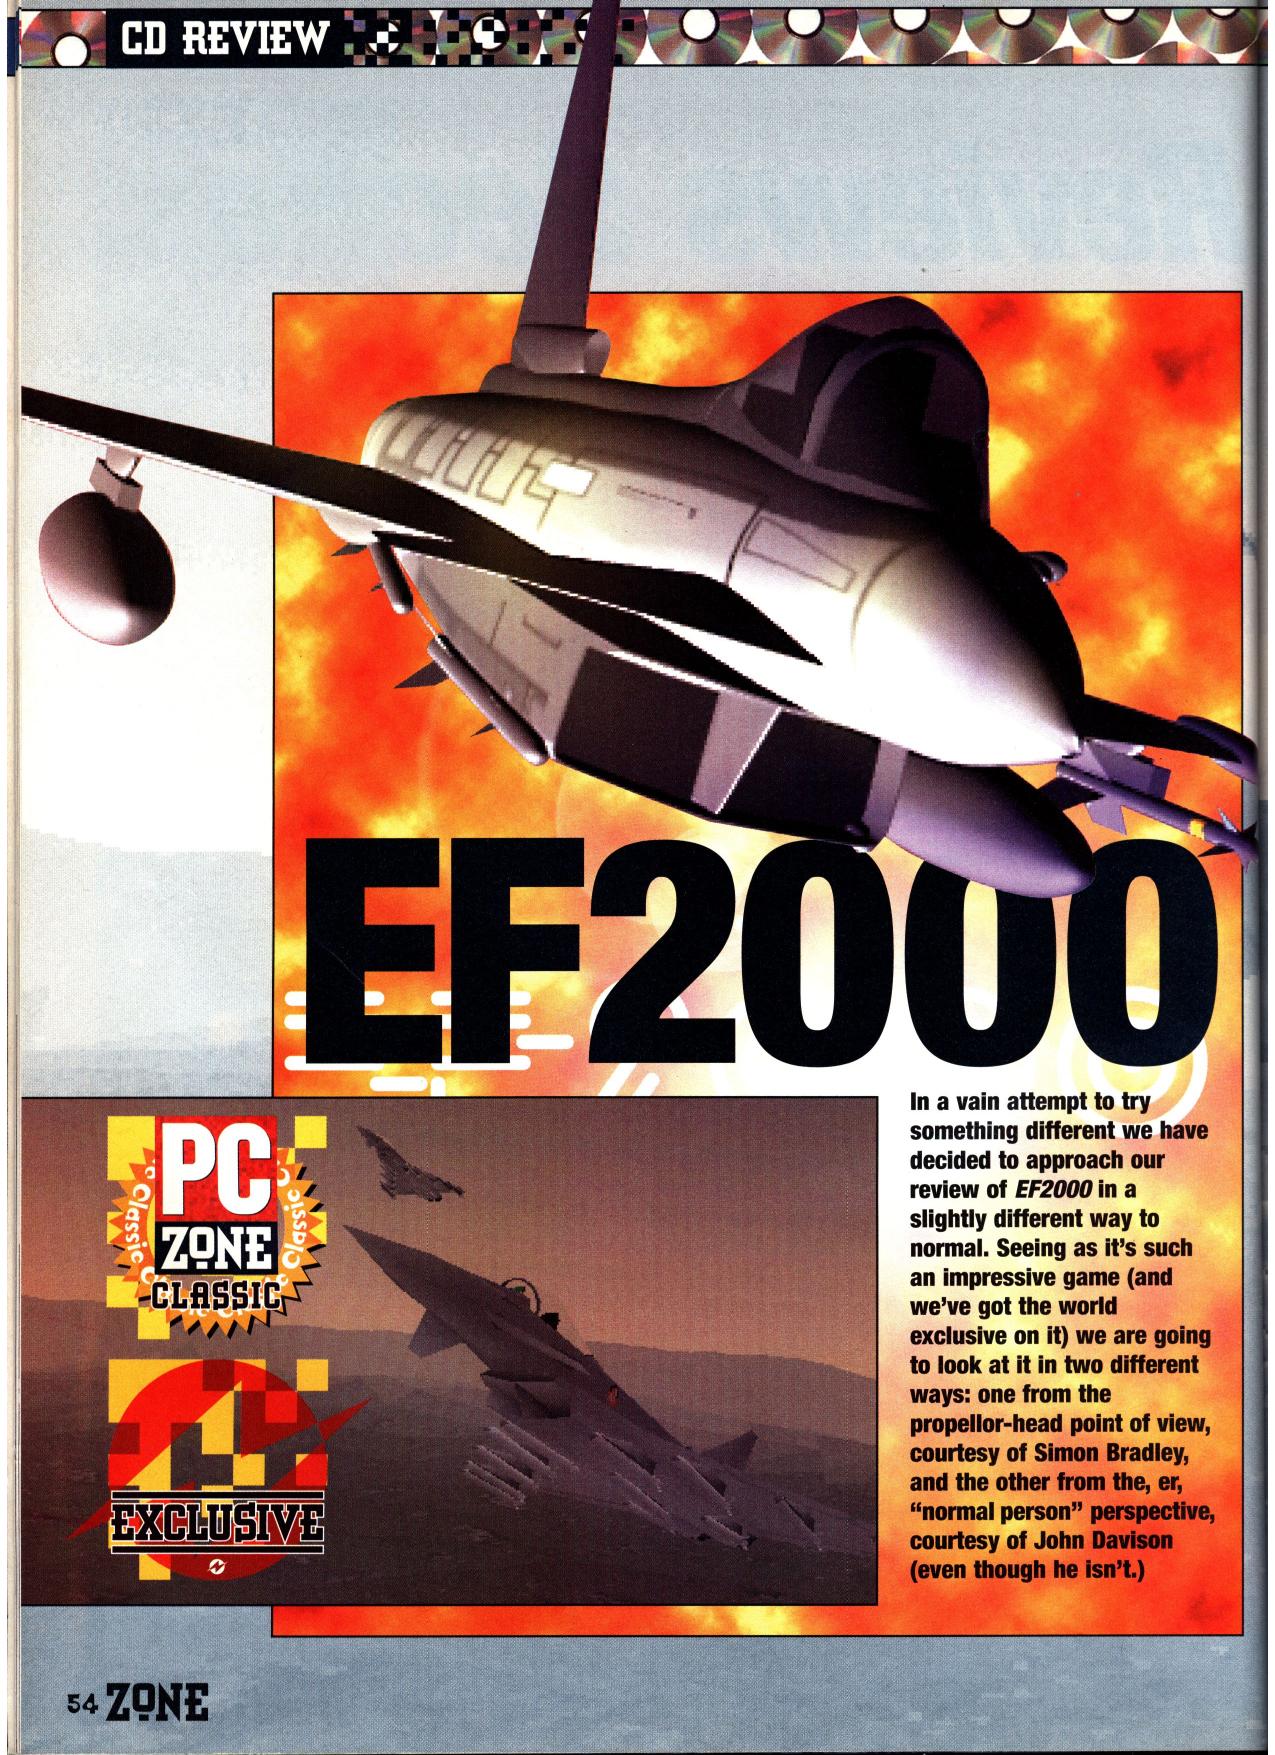 CD REVIEW
EF2000
PC
ZONE
CLASSIC
Classic Classic
EXCLUSIVE
In a vain attempt to try
something different we have
decided to approach our
review of EF2000 in a
slightly different way to
normal. Seeing as it's such
an impressive game (and
we've got the world
exclusive on it) we are going
to look at it in two different
ways: one from the
propellor-head point of view,
courtesy of Simon Bradley,
and the other from the, er,
“normal person” perspective,
courtesy of John Davison
(even though he isn't.)
54 ZONE